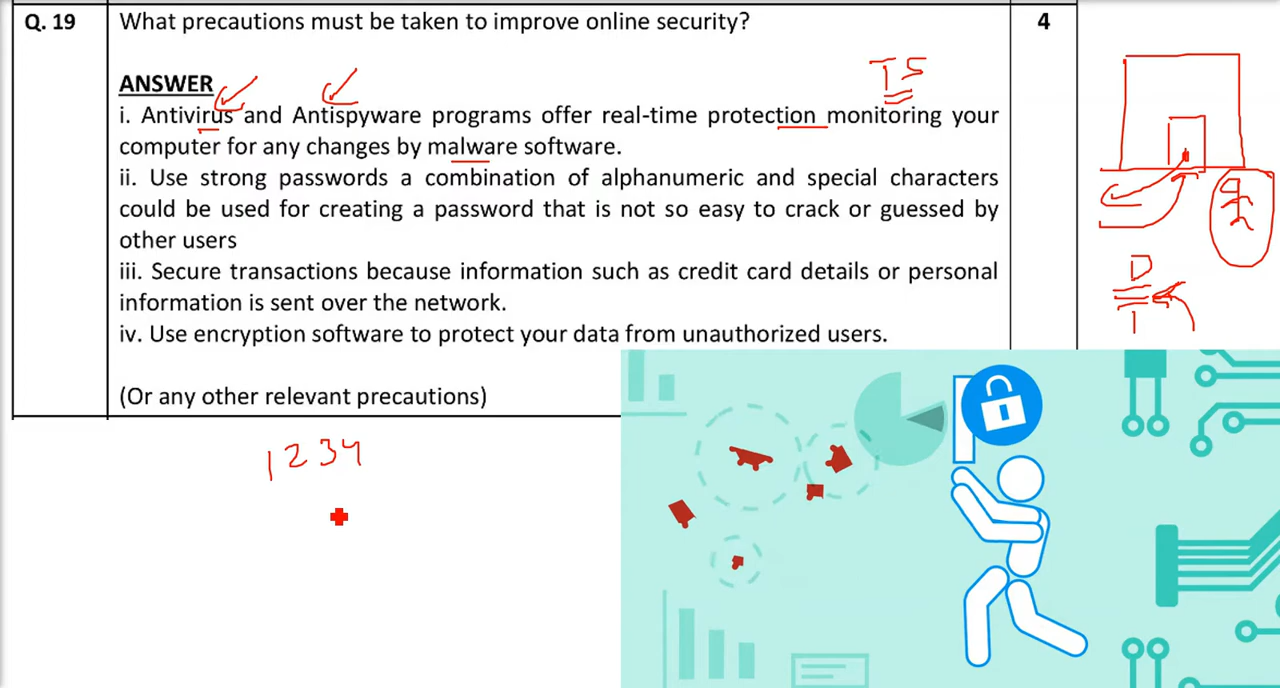 Q. 19 What precautions must be taken to improve online security? 4
ANSWER
TS
i. Antivirus and Antispyware programs offer real-time protection monitoring your
computer for any changes by malware software.
ii. Use strong passwords a combination of alphanumeric and special characters
could be used for creating a password that is not so easy to crack or guessed by
other users
iii. Secure transactions because information such as credit card details or personal
information is sent over the network.
iv. Use encryption software to protect your data from unauthorized users.
D
(Or any other relevant precautions)
1234